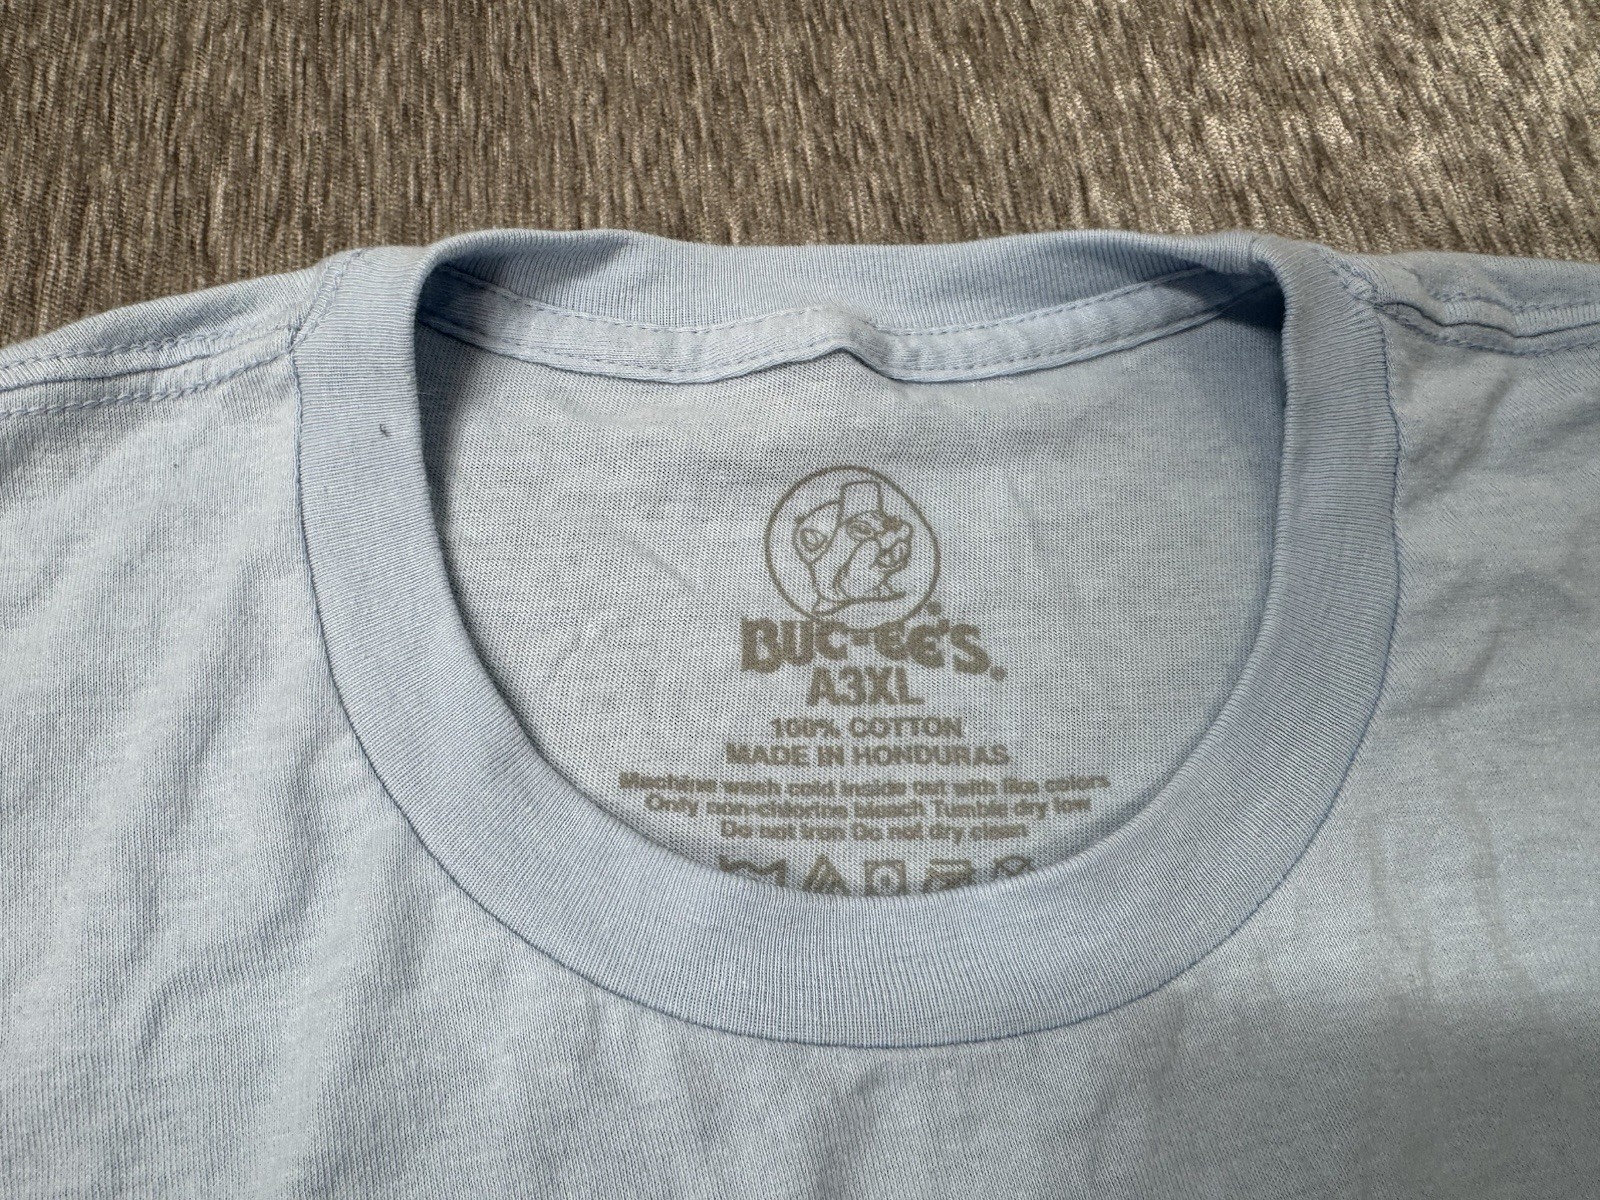 BUC-EE'S®
A3XL
100% COTTON
MADE IN HONDURAS
Machine wash cold inside out with like colors.
Only non-chlorine bleach Tumble dry low
Do not Iron Do not dry clean